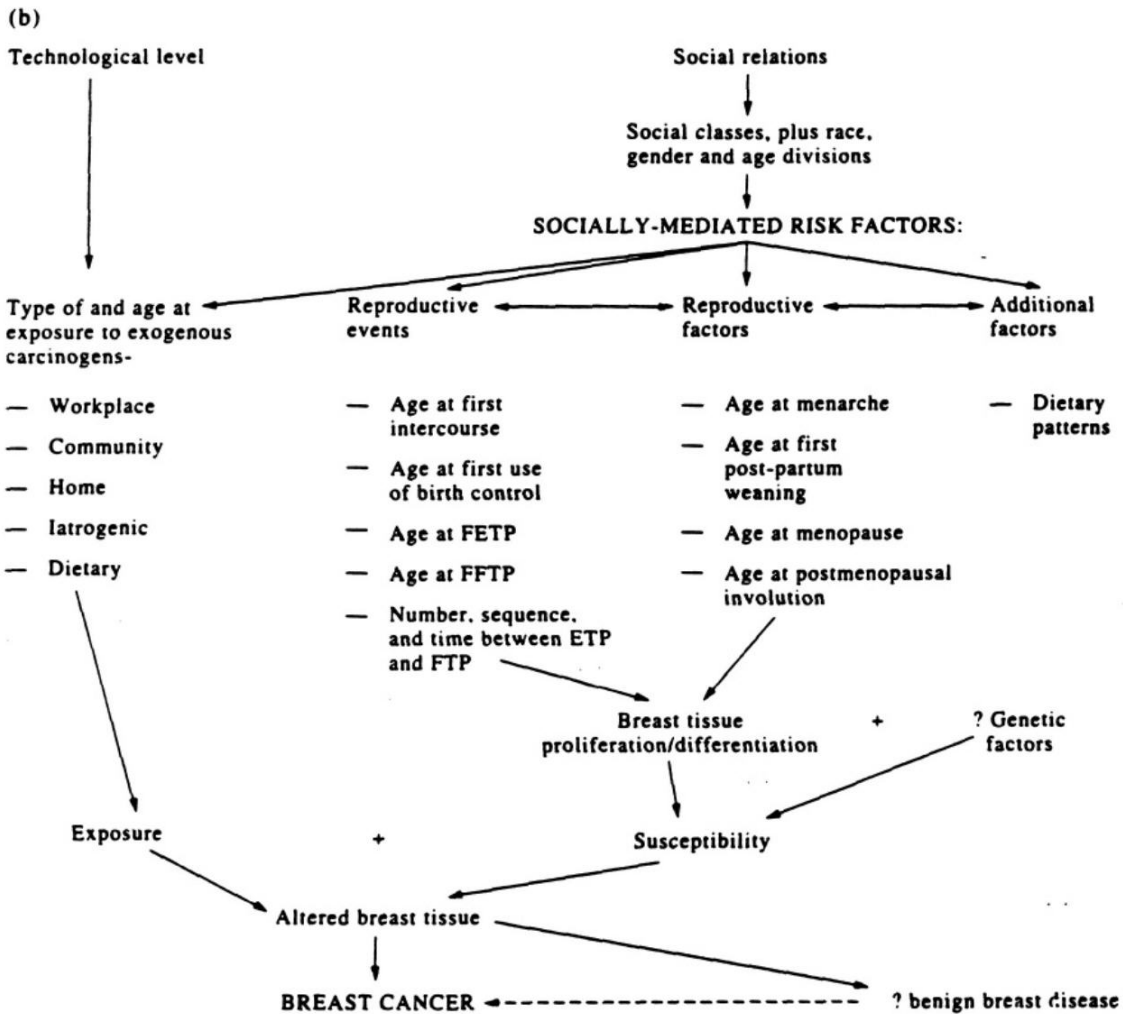 (b)
Technological level
Social relations
Social classes, plus race,
gender and age divisions
SOCIALLY-MEDIATED RISK FACTORS:
Type of and age at
exposure to exogenous
carcinogens-
— Workplace
— Community
— Home
— Iatrogenic
— Dietary
Reproductive
events
— Age at first
intercourse
— Age at first use
of birth control
— Age at FETP
— Age at FFTP
— Number, sequence,
and time between ETP
and FTP
Reproductive
factors
— Age at menarche
— Age at first
post-partum
weaning
— Age at menopause
— Age at postmenopausal
involution
Additional
factors
— Dietary
patterns
Breast tissue
proliferation/differentiation
+
? Genetic
factors
Exposure
+
Susceptibility
Altered breast tissue
BREAST CANCER
? benign breast disease